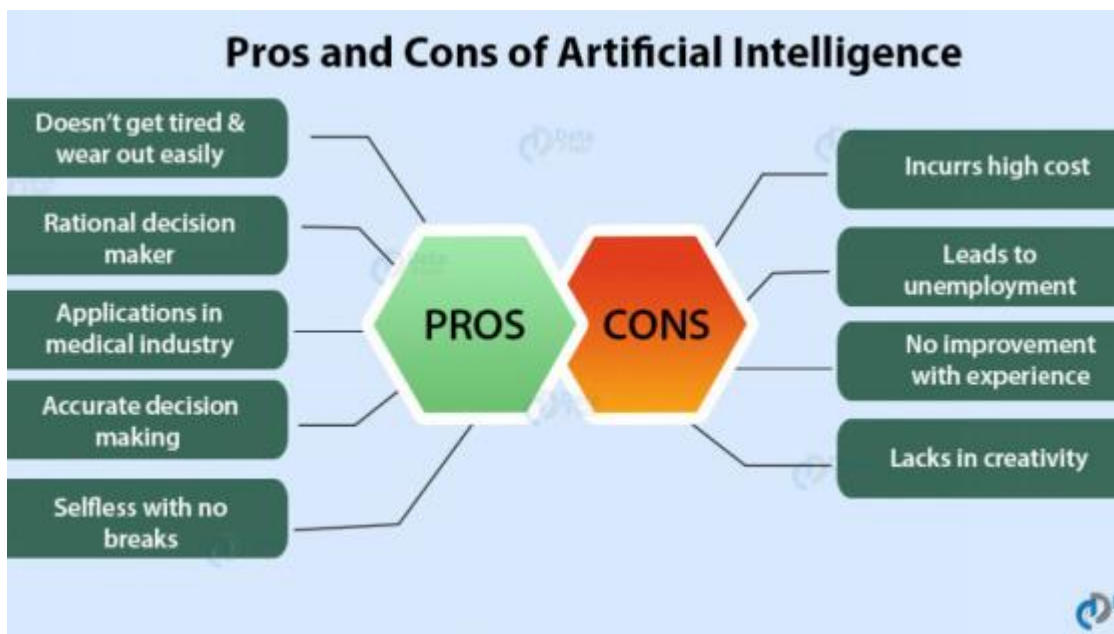 Pros and Cons of Artificial Intelligence
Doesn't get tired &
wear out easily
Rational decision
maker
Applications in
medical industry
Accurate decision
making
Selfless with no
breaks
PROS
CONS
Incurrs high cost
Leads to
unemployment
No improvement
with experience
Lacks in creativity